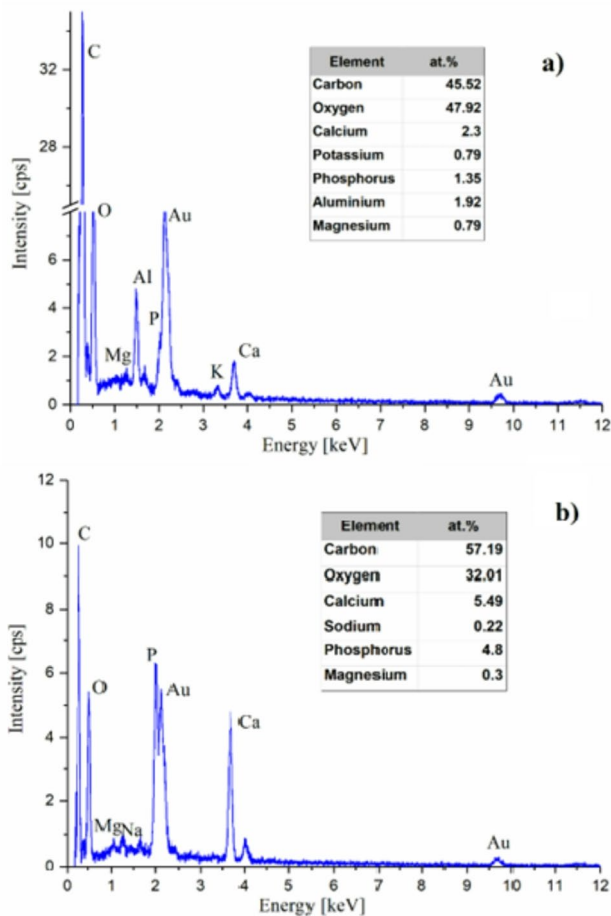 a)
Element at.%
Carbon 45.52
Oxygen 47.92
Calcium 2.3
Potassium 0.79
Phosphorus 1.35
Aluminium 1.92
Magnesium 0.79
Intensity [cps]
32
28
6
4
2
0
C
O
Mg
Al
P
Au
K
Ca
Au
0 1 2 3 4 5 6 7 8 9 10 11 12
Energy [keV]
b)
Element at.%
Carbon 57.19
Oxygen 32.01
Calcium 5.49
Sodium 0.22
Phosphorus 4.8
Magnesium 0.3
Intensity [cps]
12
10
8
6
4
2
0
C
O
Mg
Na
P
Au
Ca
Au
0 1 2 3 4 5 6 7 8 9 10 11 12
Energy [keV]